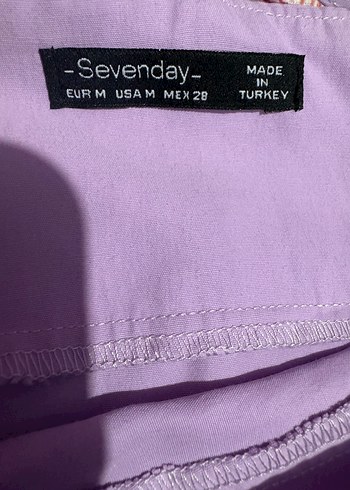 -Sevenday-
EUR M USA M MEX 28
MADE
IN
TURKEY